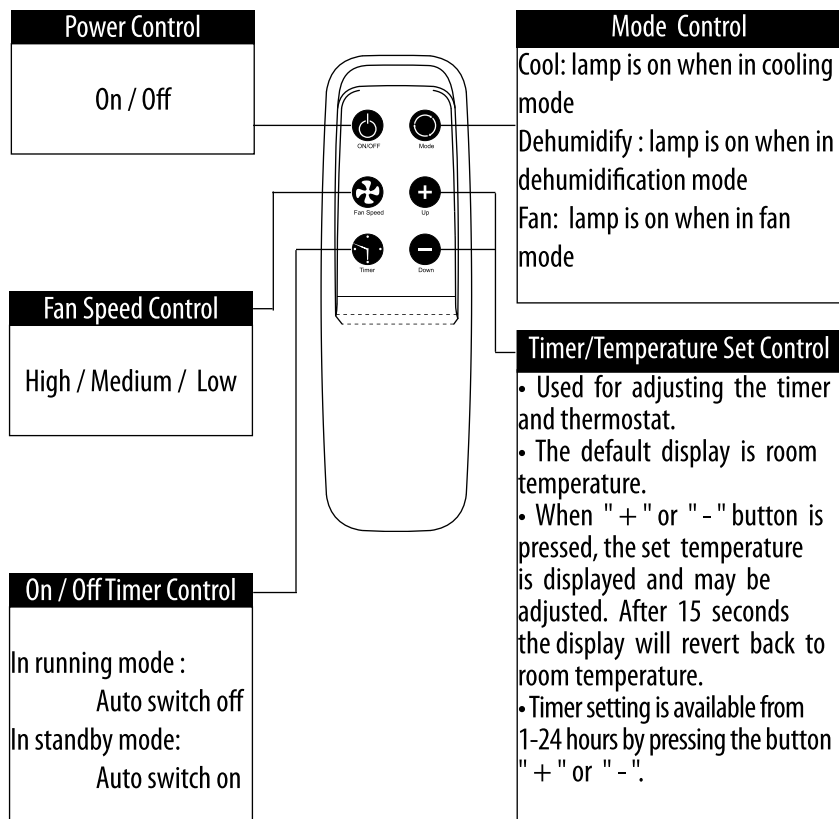 Power Control
On / Off
Mode Control
Cool: lamp is on when in cooling
mode
Dehumidify : lamp is on when in
dehumidification mode
Fan: lamp is on when in fan
mode
ON/OFF
Mode
Fan Speed
Up
Timer
Down
Fan Speed Control
High / Medium / Low
Timer/Temperature Set Control
• Used for adjusting the timer
and thermostat.
• The default display is room
temperature.
• When " + " or " - " button is
pressed, the set temperature
is displayed and may be
adjusted. After 15 seconds
the display will revert back to
room temperature.
• Timer setting is available from
1-24 hours by pressing the button
" + " or " - ".
On / Off Timer Control
In running mode :
Auto switch off
In standby mode:
Auto switch on